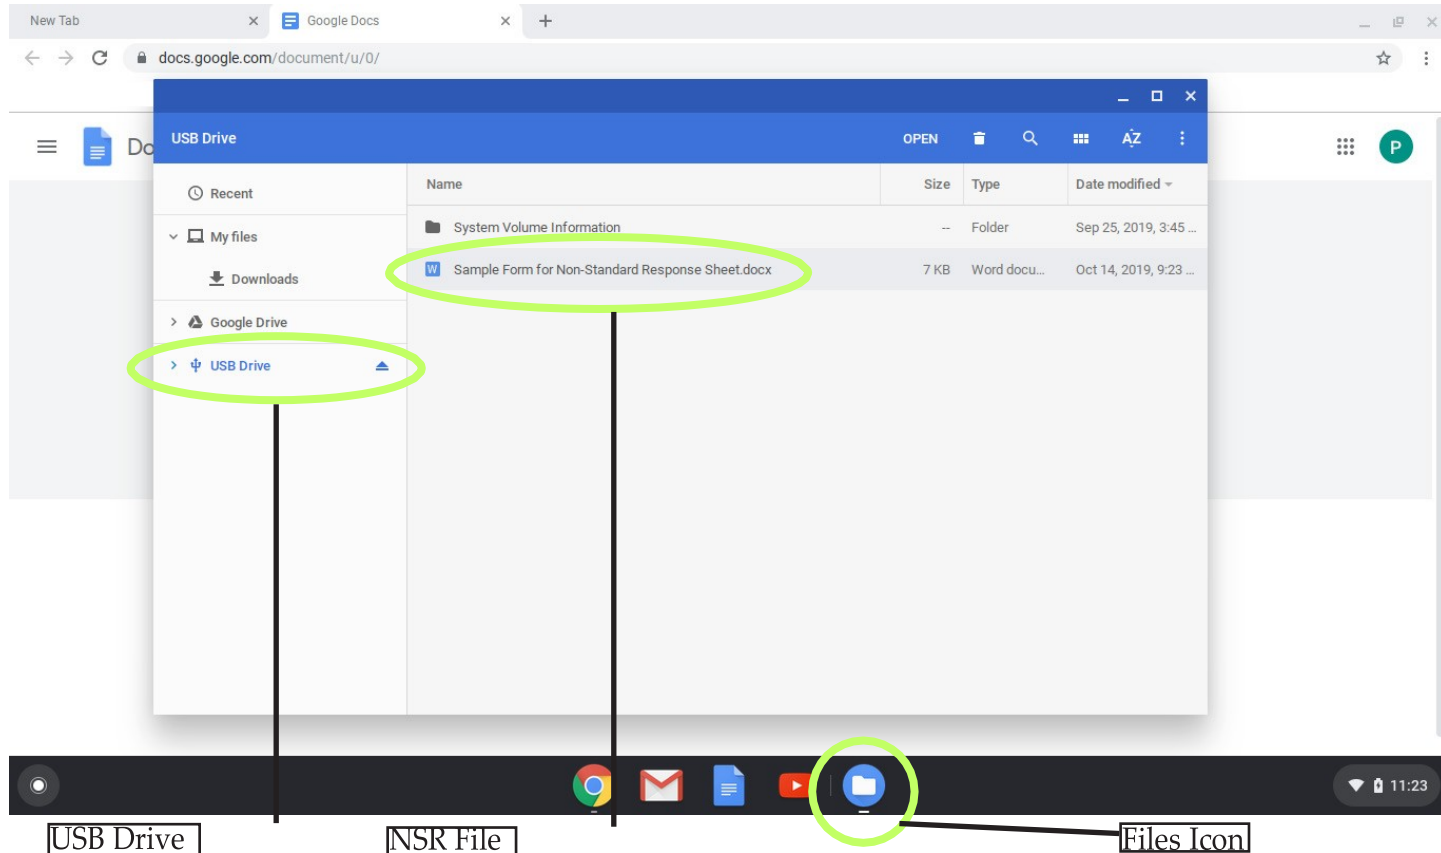 New Tab
Google Docs
docs.google.com/document/u/0/
Do
P
USB Drive
OPEN
AZ
Recent
My files
Downloads
Google Drive
USB Drive
Name Size Type Date modified
System Volume Information -- Folder Sep 25, 2019, 3:45 ...
W Sample Form for Non-Standard Response Sheet.docx 7 KB Word docu... Oct 14, 2019, 9:23 ...
11:23
USB Drive
NSR File
Files Icon